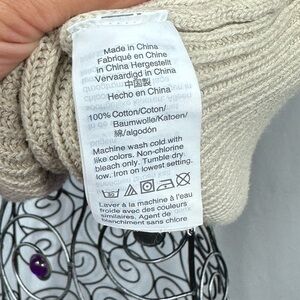 Made in China
Fabriqué en Chine
in China Hergestellt
Vervaardigd in China
中国製
Hecho en China
100% Cotton/Coton/
Baumwolle/Katoen/
綿/algodón
Machine wash cold with
like colors. Non-chlorine
bleach only. Tumble dry
low. Iron on lowest setting.
Laver à la machine à l'eau
froide avec des couleurs
similaires. Agent de
blanchiment sans chlore